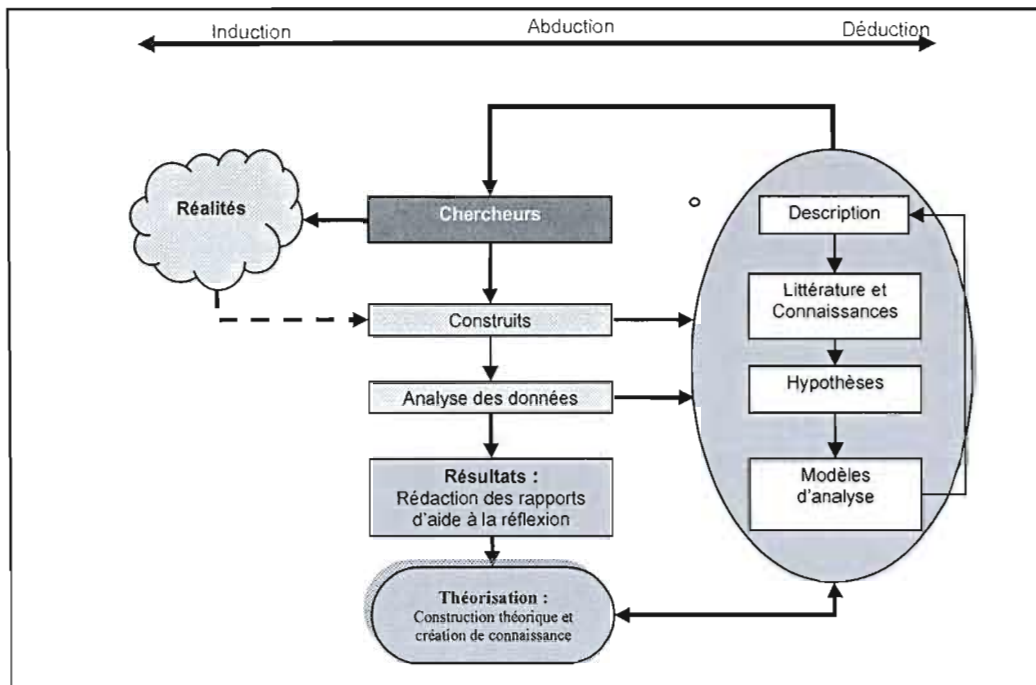 Induction
Abduction
Déduction
Réalités
Chercheurs
Construits
Analyse des données
Résultats :
Rédaction des rapports
d'aide à la réflexion
Théorisation :
Construction théorique et
création de connaissance
Description
Littérature et
Connaissances
Hypothèses
Modèles
d'analyse